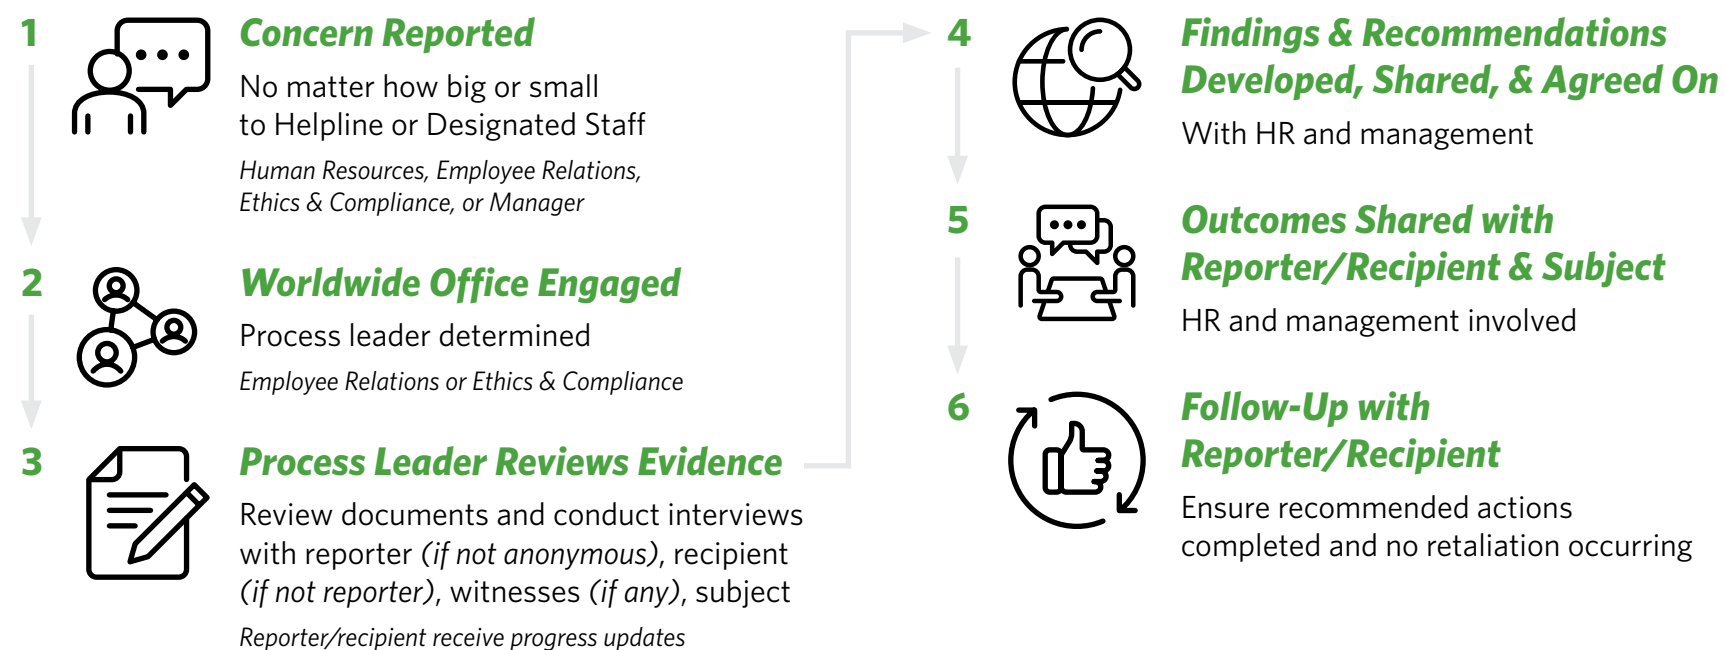 1
Concern Reported
No matter how big or small
to Helpline or Designated Staff
Human Resources, Employee Relations,
Ethics & Compliance, or Manager
2
Worldwide Office Engaged
Process leader determined
Employee Relations or Ethics & Compliance
3
Process Leader Reviews Evidence
Review documents and conduct interviews
with reporter (if not anonymous), recipient
(if not reporter), witnesses (if any), subject
Reporter/recipient receive progress updates
4
Findings & Recommendations
Developed, Shared, & Agreed On
With HR and management
5
Outcomes Shared with
Reporter/Recipient & Subject
HR and management involved
6
Follow-Up with
Reporter/Recipient
Ensure recommended actions
completed and no retaliation occurring